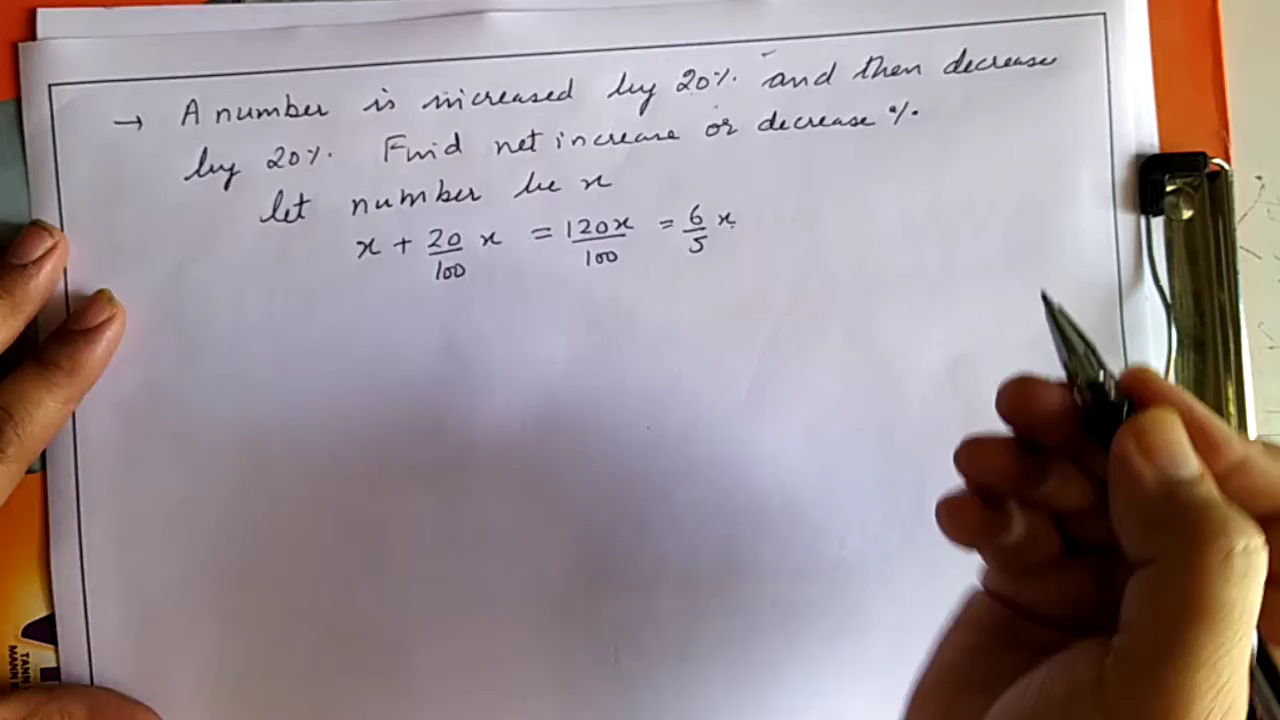 → A number is increased by 20%. and then decrease
by 20%. Find net increase or decrease %.
let number be x
x + 20/100 x = 120x/100 = 6/5 x